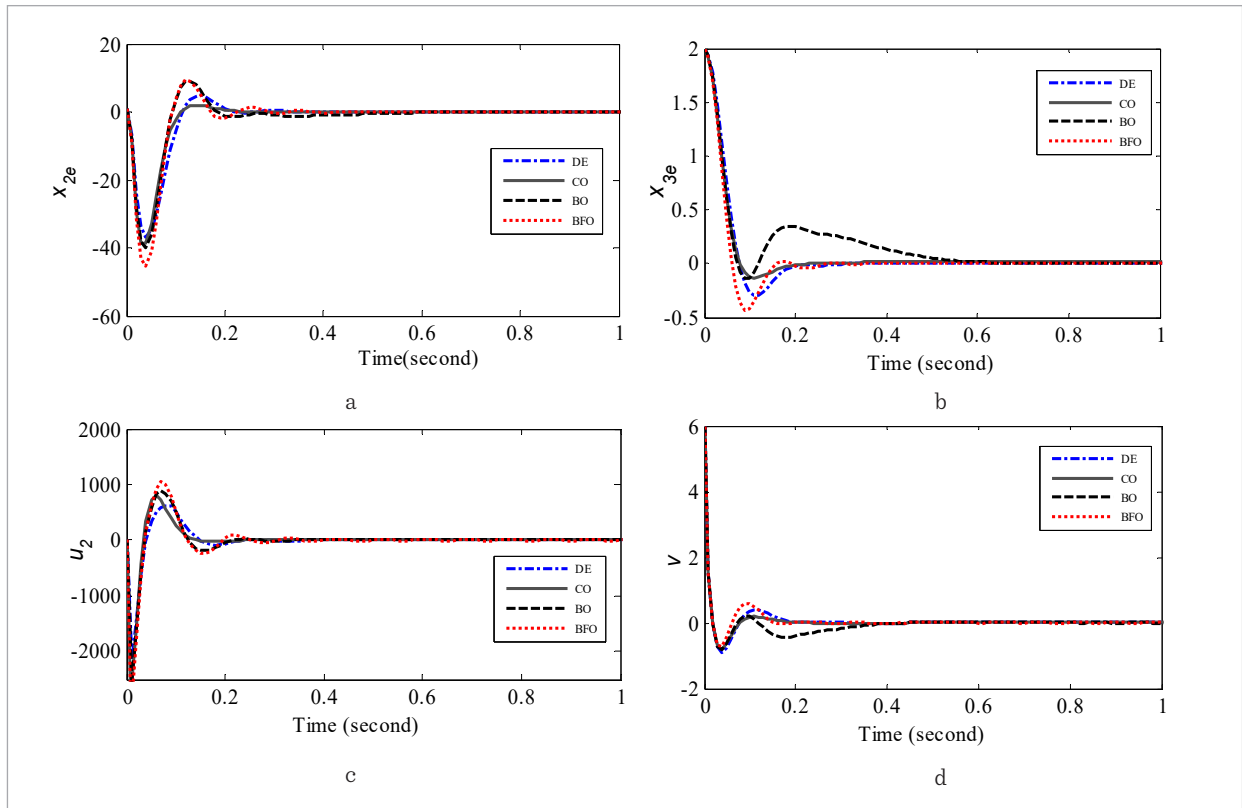 20
0
-20
-40
-60
x2e
0 0.2 0.4 0.6 0.8 1
Time(second)
DE
CO
BO
BFO
a
2
1.5
1
0.5
0
-0.5
x3e
0 0.2 0.4 0.6 0.8 1
Time (second)
DE
CO
BO
BFO
b
2000
1000
0
-1000
-2000
u2
0 0.2 0.4 0.6 0.8 1
Time (second)
DE
CO
BO
BFO
c
6
4
2
0
-2
v
0 0.2 0.4 0.6 0.8 1
Time (second)
DE
CO
BO
BFO
d